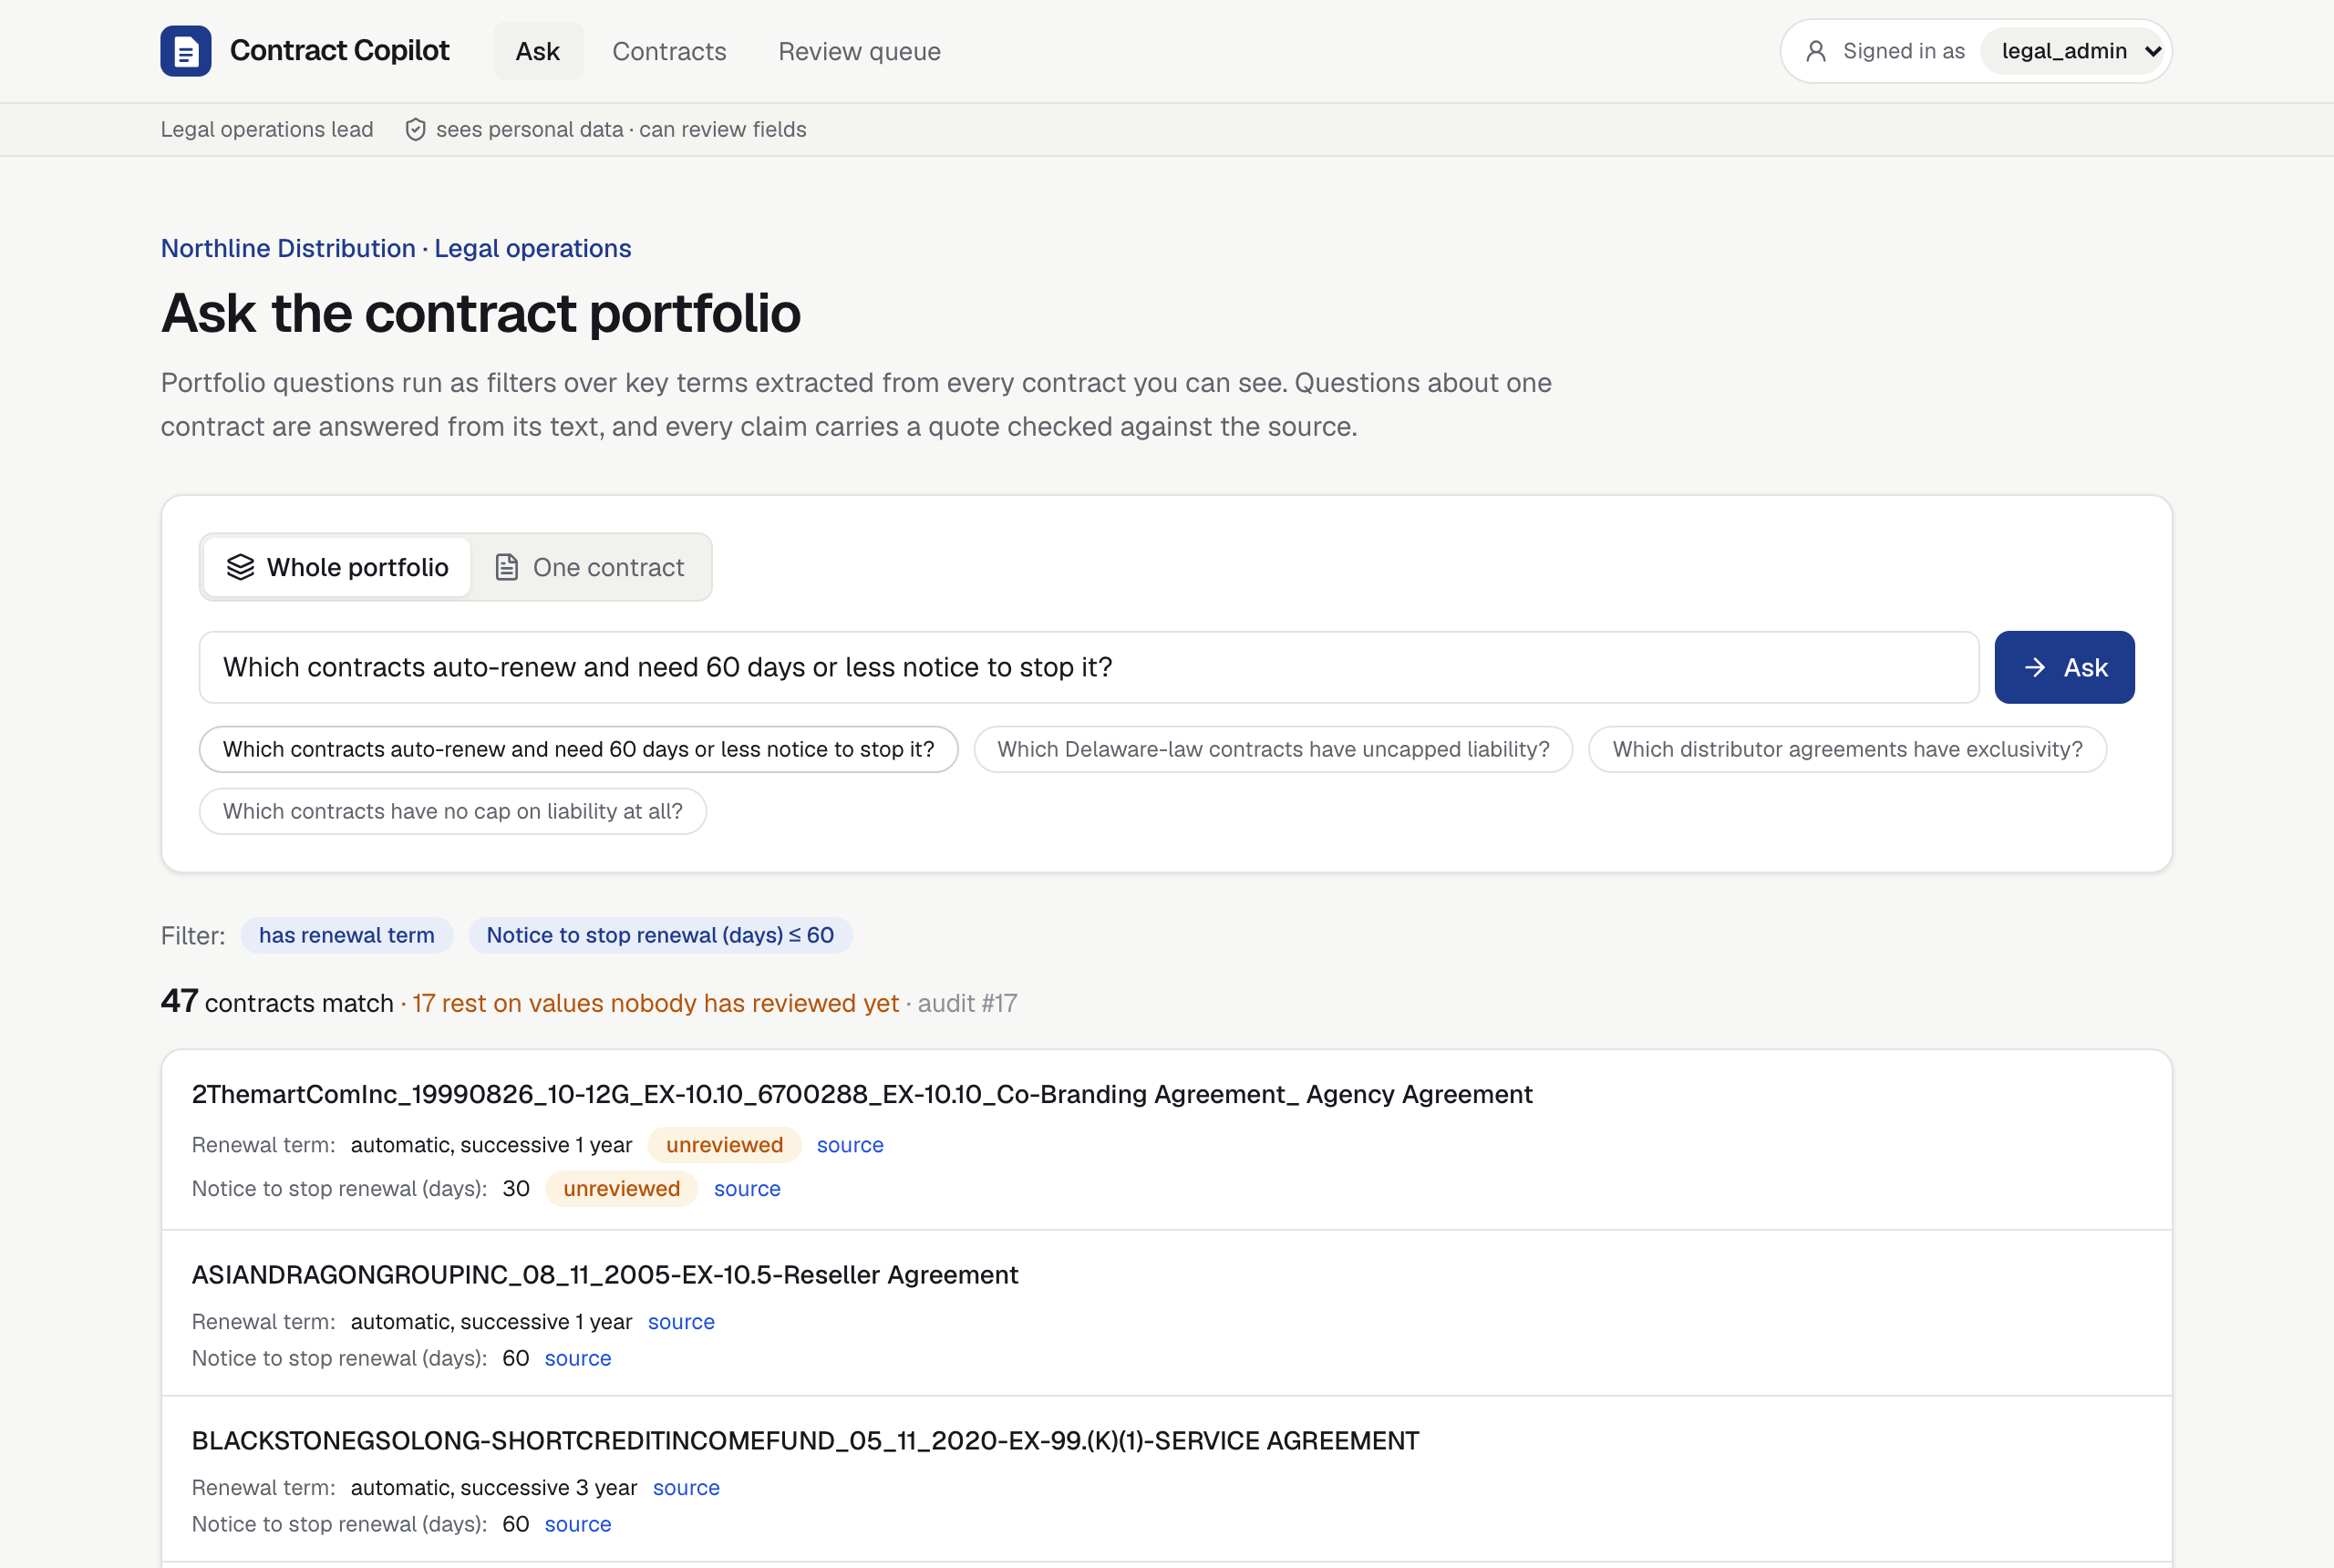 Contract Copilot
Ask
Contracts
Review queue
Signed in as
legal_admin
Legal operations lead
sees personal data · can review fields
Northline Distribution · Legal operations
Ask the contract portfolio
Portfolio questions run as filters over key terms extracted from every contract you can see. Questions about one
contract are answered from its text, and every claim carries a quote checked against the source.
Whole portfolio
One contract
Which contracts auto-renew and need 60 days or less notice to stop it?
Ask
Which contracts auto-renew and need 60 days or less notice to stop it?
Which Delaware-law contracts have uncapped liability?
Which distributor agreements have exclusivity?
Which contracts have no cap on liability at all?
Filter: has renewal term Notice to stop renewal (days) ≤ 60
47 contracts match · 17 rest on values nobody has reviewed yet · audit #17
2ThemartComInc_19990826_10-12G_EX-10.10_6700288_EX-10.10_Co-Branding Agreement_ Agency Agreement
Renewal term: automatic, successive 1 year unreviewed source
Notice to stop renewal (days): 30 unreviewed source
ASIANDRAGONGROUPINC_08_11_2005-EX-10.5-Reseller Agreement
Renewal term: automatic, successive 1 year source
Notice to stop renewal (days): 60 source
BLACKSTONEGSOLONG-SHORTCREDITINCOMEFUND_05_11_2020-EX-99.(K)(1)-SERVICE AGREEMENT
Renewal term: automatic, successive 3 year source
Notice to stop renewal (days): 60 source